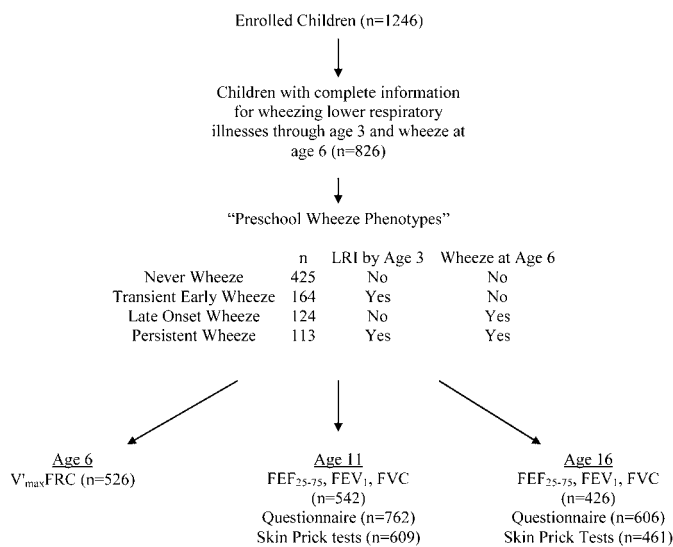 Enrolled Children (n=1246)
Children with complete information
for wheezing lower respiratory
illnesses through age 3 and wheeze at
age 6 (n=826)
“Preschool Wheeze Phenotypes”
n LRI by Age 3 Wheeze at Age 6
Never Wheeze 425 No No
Transient Early Wheeze 164 Yes No
Late Onset Wheeze 124 No Yes
Persistent Wheeze 113 Yes Yes
Age 6
V'maxFRC (n=526)
Age 11
FEF25-75, FEV1, FVC
(n=542)
Questionnaire (n=762)
Skin Prick tests (n=609)
Age 16
FEF25-75, FEV1, FVC
(n=426)
Questionnaire (n=606)
Skin Prick Tests (n=461)